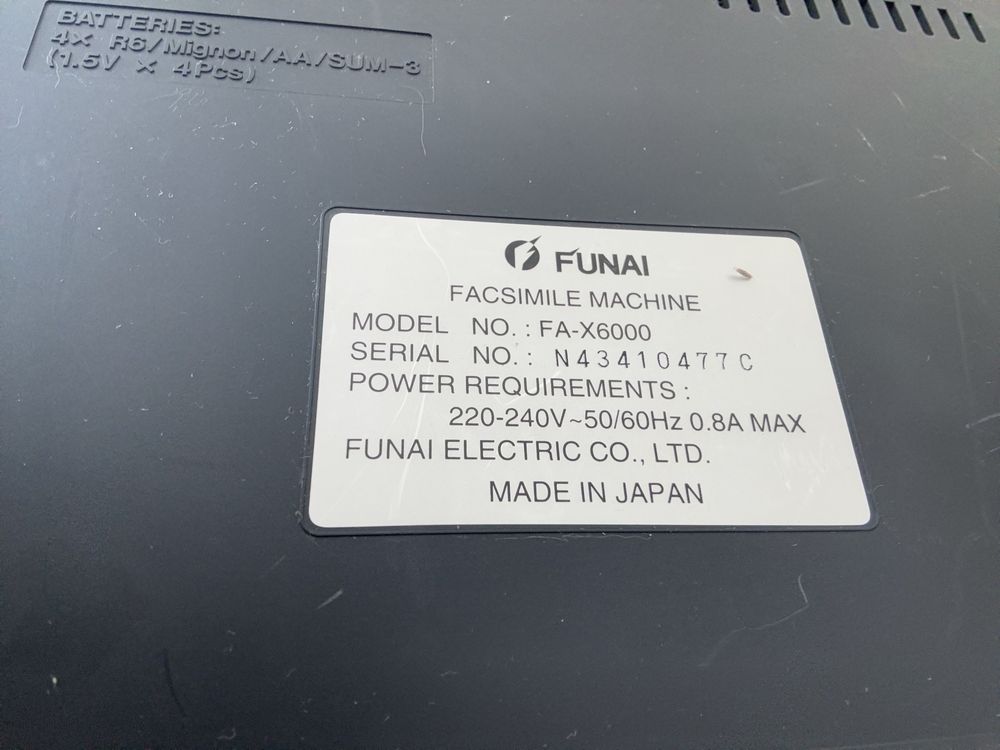 BATTERIES:
4× R6/Mignon/AA/SUM-3
(1.5V × 4Pcs)
FUNAI
FACSIMILE MACHINE
MODEL NO. : FA-X6000
SERIAL NO. : N43410477C
POWER REQUIREMENTS :
220-240V~50/60Hz 0.8A MAX
FUNAI ELECTRIC CO., LTD.
MADE IN JAPAN